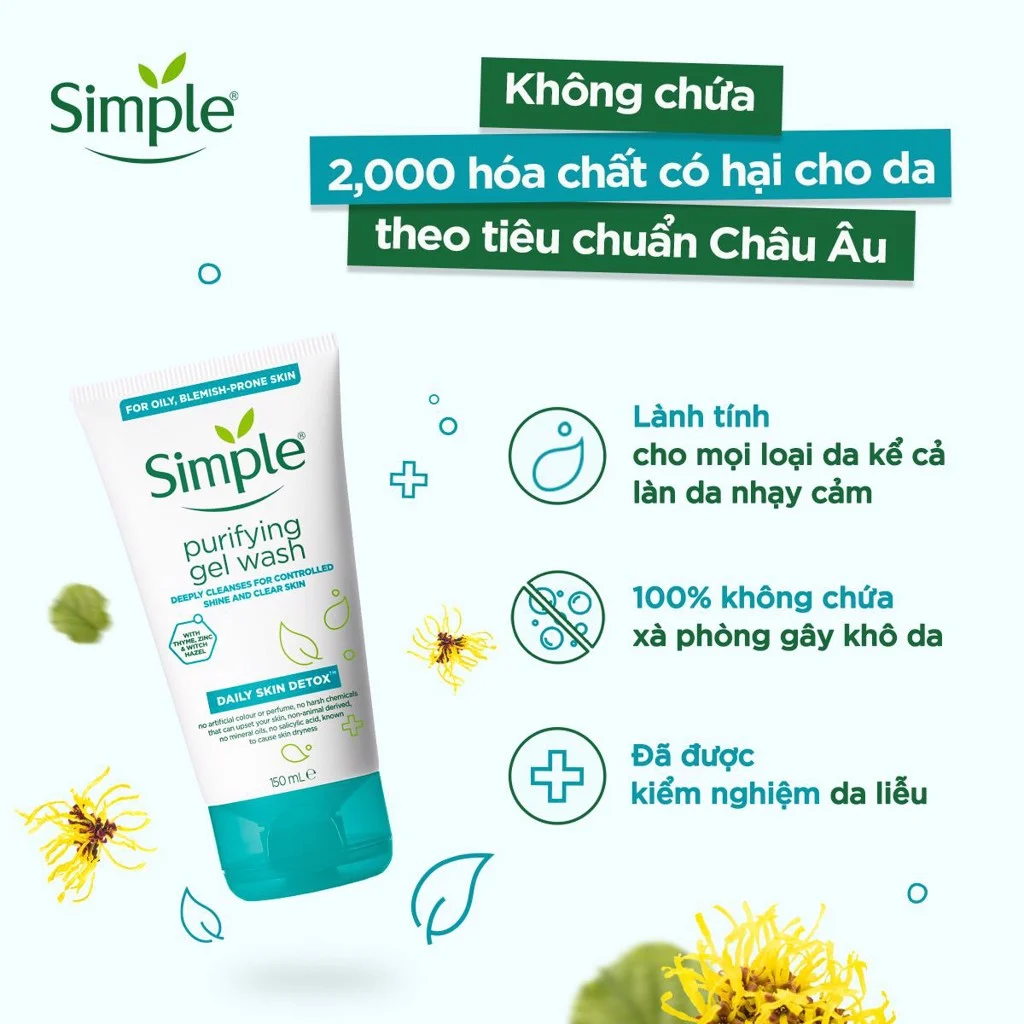 Simple®
Không chứa
2,000 hóa chất có hại cho da
theo tiêu chuẩn Châu Âu
FOR OILY, BLEMISH-PRONE SKIN
Simple®
purifying
gel wash
DEEPLY CLEANSES FOR CONTROLLED
SHINE AND CLEAR SKIN
WITH
THYME, ZINC
& WITCH
HAZEL
DAILY SKIN DETOX™
no artificial colour or perfume, no harsh chemicals
that can upset your skin, non-animal derived,
no mineral oils, no salicylic acid, known
to cause skin dryness
150 mL ℮
Lành tính
cho mọi loại da kể cả
làn da nhạy cảm
100% không chứa
xà phòng gây khô da
Đã được
kiểm nghiệm da liễu